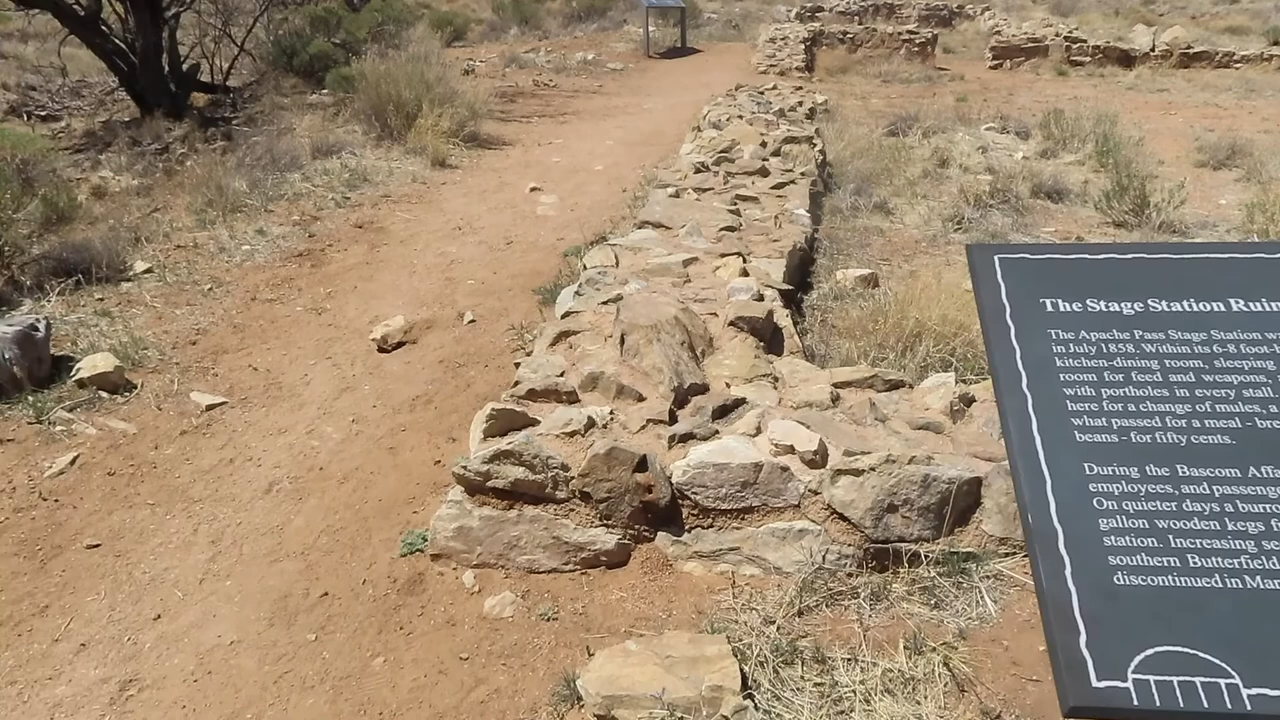 The Stage Station Ruin
The Apache Pass Stage Station w
in July 1858. Within its 6-8 foot-h
kitchen-dining room, sleeping
room for feed and weapons,
with portholes in every stall.
here for a change of mules, a
what passed for a meal - bre
beans - for fifty cents.
During the Bascom Affa
employees, and passenge
On quieter days a burro
gallon wooden kegs f
station. Increasing se
southern Butterfield
discontinued in Mar